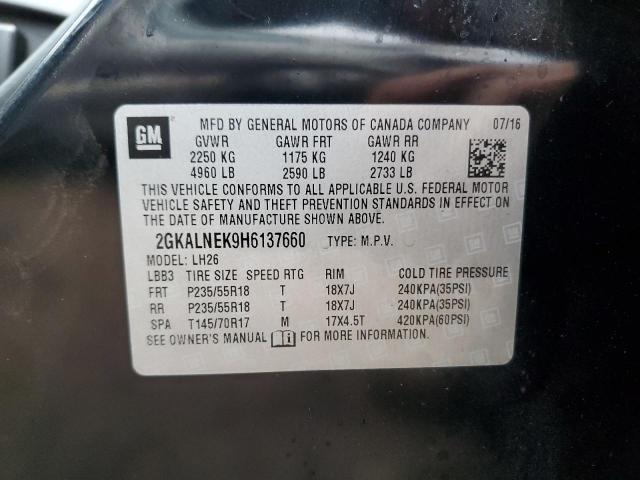 GM
MFD BY GENERAL MOTORS OF CANADA COMPANY 07/16
GVWR GAWR FRT GAWR RR
2250 KG 1175 KG 1240 KG
4960 LB 2590 LB 2733 LB
THIS VEHICLE CONFORMS TO ALL APPLICABLE U.S. FEDERAL MOTOR
VEHICLE SAFETY AND THEFT PREVENTION STANDARDS IN EFFECT ON
THE DATE OF MANUFACTURE SHOWN ABOVE.
2GKALNEK9H6137660 TYPE: M.P.V.
MODEL: LH26
LBB3 TIRE SIZE SPEED RTG RIM COLD TIRE PRESSURE
FRT P235/55R18 T 18X7J 240KPA(35PSI)
RR P235/55R18 T 18X7J 240KPA(35PSI)
SPA T145/70R17 M 17X4.5T 420KPA(60PSI)
SEE OWNER'S MANUAL FOR MORE INFORMATION.